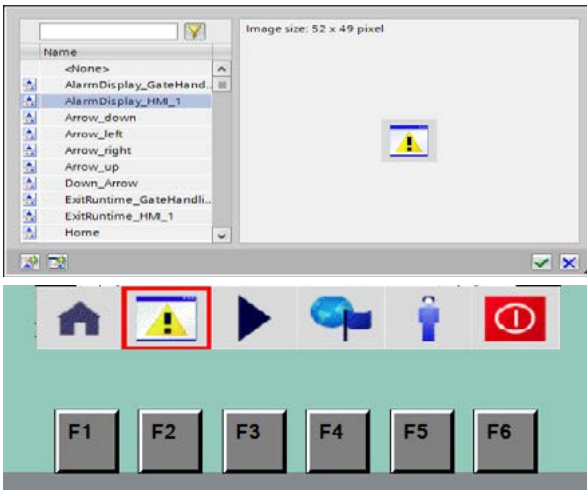 Image size: 52 x 49 pixel
Name
<None>
AlarmDisplay_GateHand..
AlarmDisplay_HMI_1
Arrow_down
Arrow_left
Arrow_right
Arrow_up
Down_Arrow
ExitRuntime_GateHandli..
ExitRuntime_HMI_1
Home
F1 F2 F3 F4 F5 F6